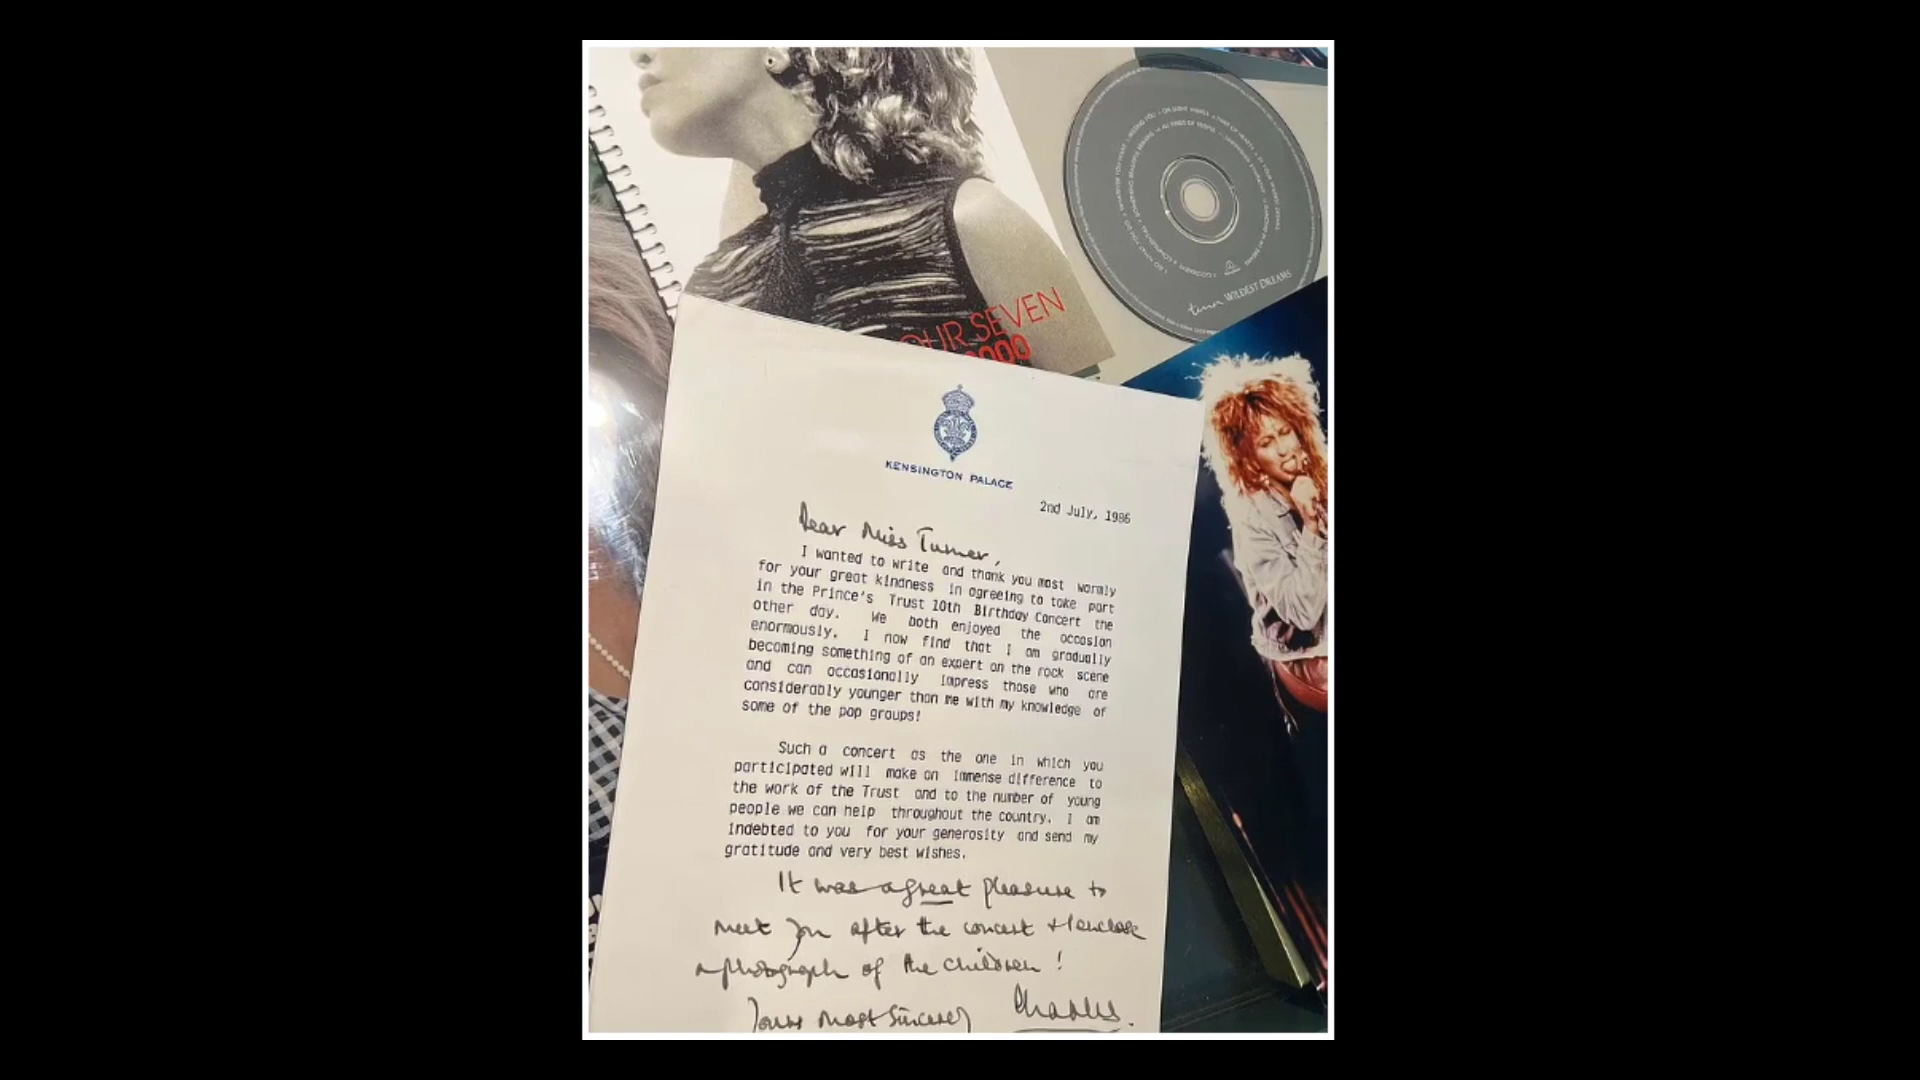 OUR SEVEN
2000
tina WILDEST DREAMS
KENSINGTON PALACE
2nd July, 1986
Dear Miss Turner,
I wanted to write and thank you most warmly
for your great kindness in agreeing to take part
in the Prince's Trust 10th Birthday Concert the
other day. We both enjoyed the occasion
enormously. I now find that I am gradually
becoming something of an expert on the rock scene
and can occasionally impress those who are
considerably younger than me with my knowledge of
some of the pop groups!
Such a concert as the one in which you
participated will make an immense difference to
the work of the Trust and to the number of young
people we can help throughout the country. I am
indebted to you for your generosity and send my
gratitude and very best wishes.
It was a great pleasure to
meet you after the concert + I enclose
a photograph of the children!
Yours most sincerely Charles.